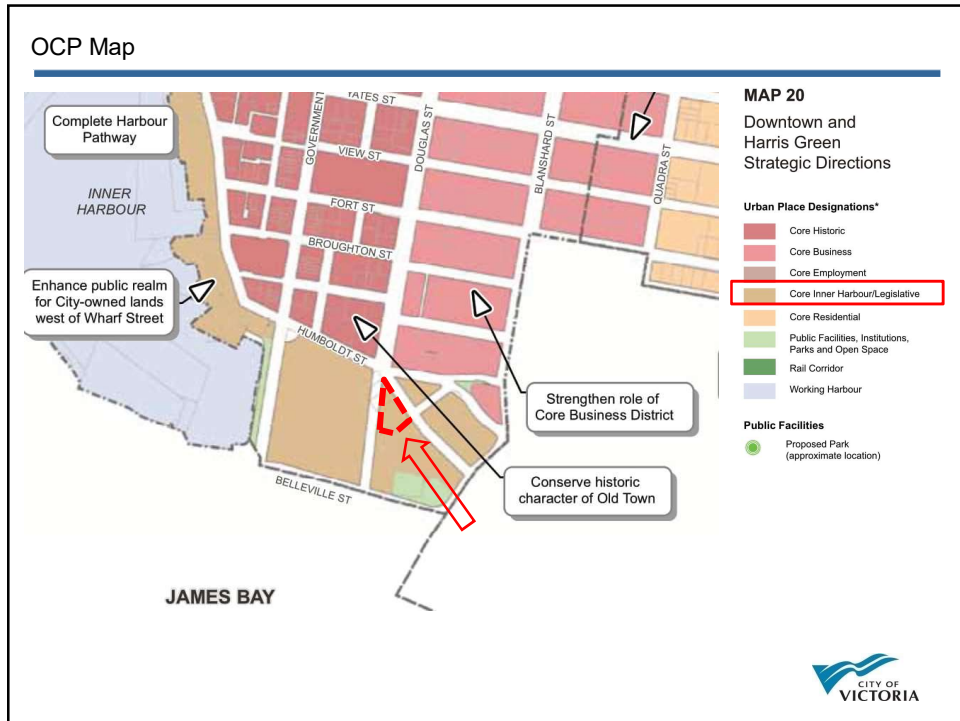 OCP Map
Complete Harbour
Pathway
INNER
HARBOUR
Enhance public realm
for City-owned lands
west of Wharf Street
YATES ST
VIEW ST
FORT ST
BROUGHTON ST
HUMBOLDT ST
BELLEVILLE ST
GOVERNMENT
DOUGLAS ST
BLANSHARD ST
QUADRA ST
Strengthen role of
Core Business District
Conserve historic
character of Old Town
JAMES BAY
MAP 20
Downtown and
Harris Green
Strategic Directions
Urban Place Designations*
Core Historic
Core Business
Core Employment
Core Inner Harbour/Legislative
Core Residential
Public Facilities, Institutions,
Parks and Open Space
Rail Corridor
Working Harbour
Public Facilities
Proposed Park
(approximate location)
CITY OF
VICTORIA